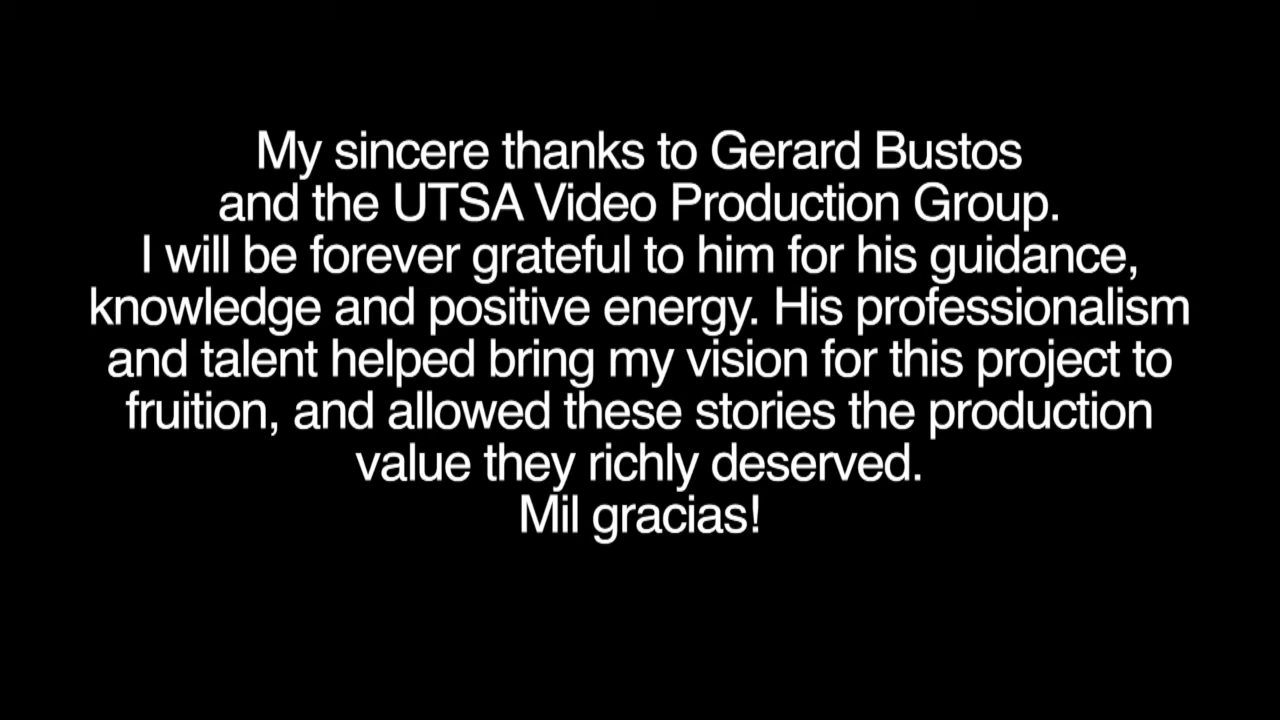 My sincere thanks to Gerard Bustos
and the UTSA Video Production Group.
I will be forever grateful to him for his guidance,
knowledge and positive energy. His professionalism
and talent helped bring my vision for this project to
fruition, and allowed these stories the production
value they richly deserved.
Mil gracias!